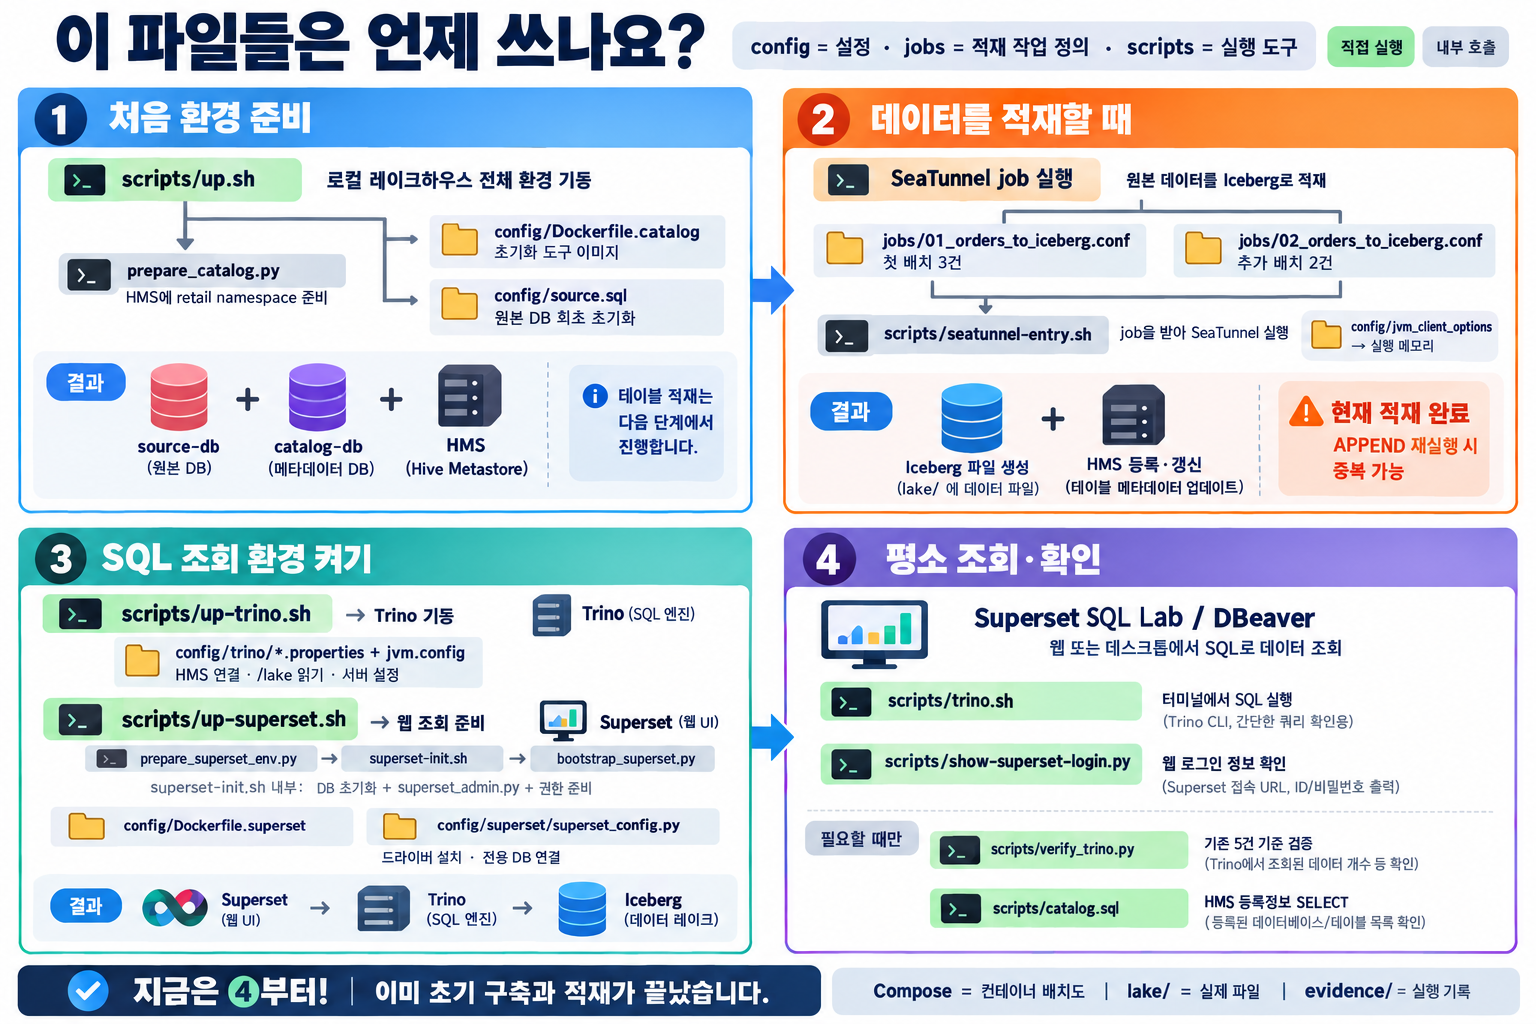 이 파일들은 언제 쓰나요?
config = 설정 · jobs = 적재 작업 정의 · scripts = 실행 도구
직접 실행
내부 호출
1 처음 환경 준비
>_ scripts/up.sh
로컬 레이크하우스 전체 환경 기동
>_ prepare_catalog.py
HMS에 retail namespace 준비
config/Dockerfile.catalog
초기화 도구 이미지
config/source.sql
원본 DB 최초 초기화
결과
source-db
(원본 DB)
+
catalog-db
(메타데이터 DB)
+
HMS
(Hive Metastore)
i 테이블 적재는
다음 단계에서
진행합니다.
2 데이터를 적재할 때
>_ SeaTunnel job 실행
원본 데이터를 Iceberg로 적재
jobs/01_orders_to_iceberg.conf
첫 배치 3건
jobs/02_orders_to_iceberg.conf
추가 배치 2건
>_ scripts/seatunnel-entry.sh
job을 받아 SeaTunnel 실행
config/jvm_client_options
→ 실행 메모리
결과
Iceberg 파일 생성
(lake/ 에 데이터 파일)
+
HMS 등록·갱신
(테이블 메타데이터 업데이트)
! 현재 적재 완료
APPEND 재실행 시
중복 가능
3 SQL 조회 환경 켜기
>_ scripts/up-trino.sh → Trino 기동
Trino (SQL 엔진)
config/trino/*.properties + jvm.config
HMS 연결 · /lake 읽기 · 서버 설정
>_ scripts/up-superset.sh → 웹 조회 준비
Superset (웹 UI)
>_ prepare_superset_env.py → superset-init.sh → bootstrap_superset.py
superset-init.sh 내부: DB 초기화 + superset_admin.py + 권한 준비
config/Dockerfile.superset
config/superset/superset_config.py
드라이버 설치 · 전용 DB 연결
결과
Superset
(웹 UI)
→
Trino
(SQL 엔진)
→
Iceberg
(데이터 레이크)
4 평소 조회·확인
Superset SQL Lab / DBeaver
웹 또는 데스크톱에서 SQL로 데이터 조회
>_ scripts/trino.sh
터미널에서 SQL 실행
(Trino CLI, 간단한 쿼리 확인용)
>_ scripts/show-superset-login.py
웹 로그인 정보 확인
(Superset 접속 URL, ID/비밀번호 출력)
필요할 때만
>_ scripts/verify_trino.py
기존 5건 기준 검증
(Trino에서 조회된 데이터 개수 등 확인)
>_ scripts/catalog.sql
HMS 등록정보 SELECT
(등록된 데이터베이스/테이블 목록 확인)
지금은 4부터! | 이미 초기 구축과 적재가 끝났습니다.
Compose = 컨테이너 배치도 | lake/ = 실제 파일 | evidence/ = 실행 기록